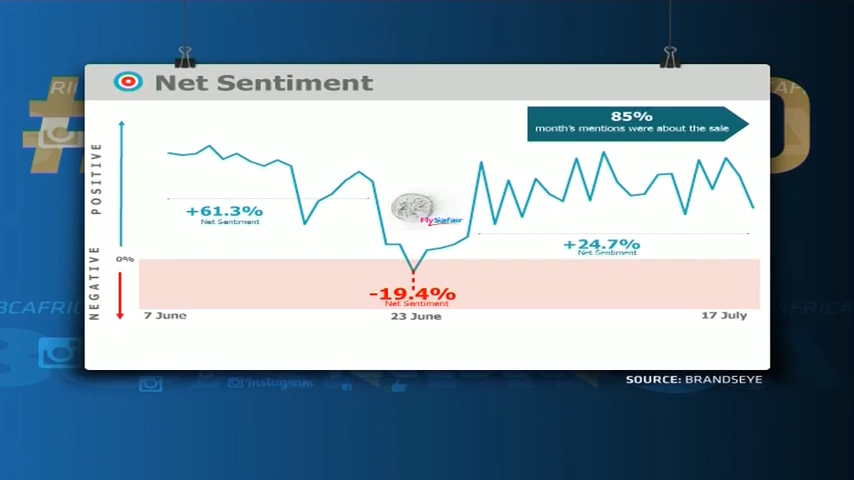 Net Sentiment
85%
month's mentions were about the sale
POSITIVE
+61.3%
Net Sentiment
FlySafair
+24.7%
Net Sentiment
0%
NEGATIVE
-19.4%
Net Sentiment
7 June
23 June
17 July
SOURCE: BRANDSEYE
Instagram